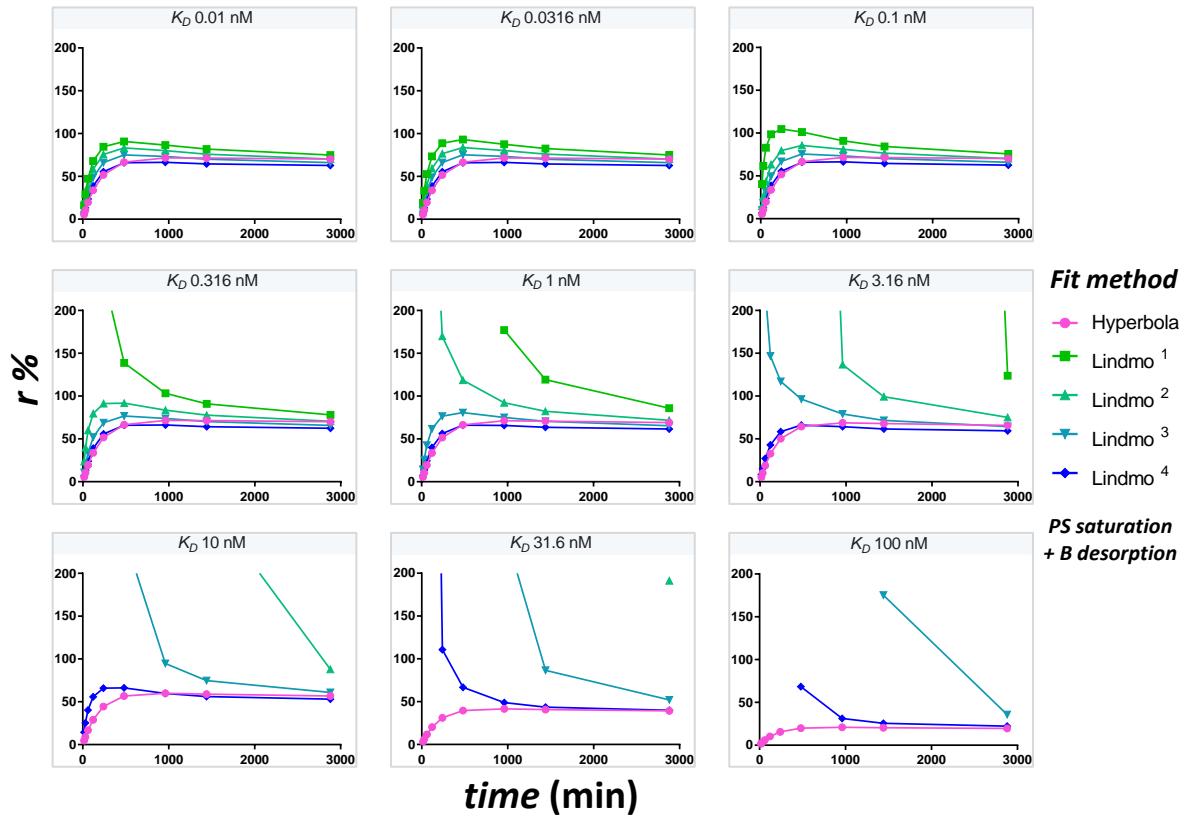 K_D 0.01 nM
K_D 0.0316 nM
K_D 0.1 nM
200
150
100
50
0
0 1000 2000 3000
200
150
100
50
0
0 1000 2000 3000
200
150
100
50
0
0 1000 2000 3000
K_D 0.316 nM
K_D 1 nM
K_D 3.16 nM
200
150
100
50
0
0 1000 2000 3000
200
150
100
50
0
0 1000 2000 3000
200
150
100
50
0
0 1000 2000 3000
K_D 10 nM
K_D 31.6 nM
K_D 100 nM
200
150
100
50
0
0 1000 2000 3000
200
150
100
50
0
0 1000 2000 3000
200
150
100
50
0
0 1000 2000 3000
r %
time (min)
Fit method
Hyperbola
Lindmo 1
Lindmo 2
Lindmo 3
Lindmo 4
PS saturation
+ B desorption